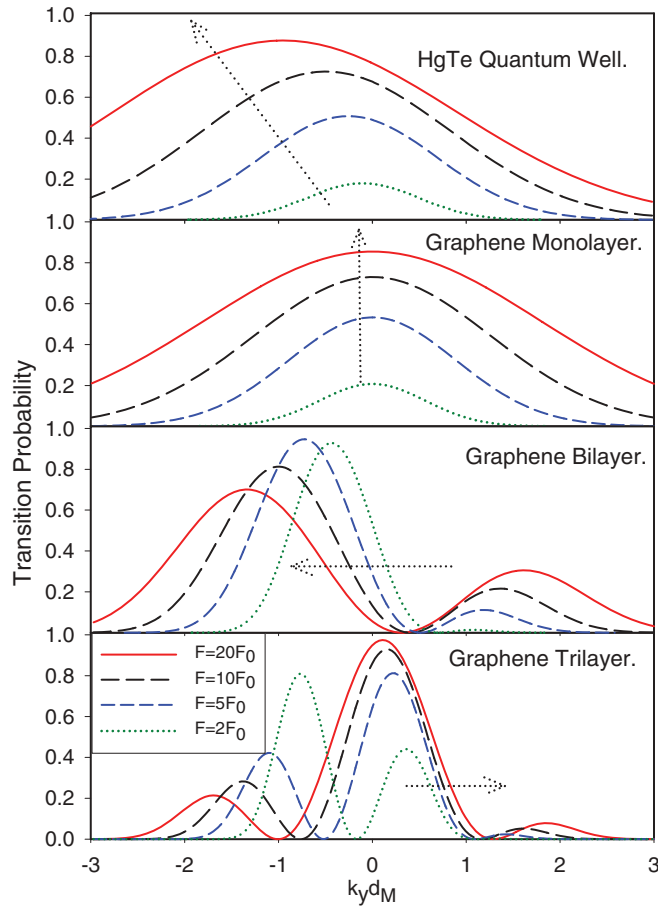 Transition Probability
1.0
0.8
0.6
0.4
0.2
HgTe Quantum Well.
1.0
0.8
0.6
0.4
0.2
Graphene Monolayer.
1.0
0.8
0.6
0.4
0.2
Graphene Bilayer.
1.0
0.8
0.6
0.4
0.2
0.0
Graphene Trilayer.
F=20F0
F=10F0
F=5F0
F=2F0
-3 -2 -1 0 1 2 3
kydM